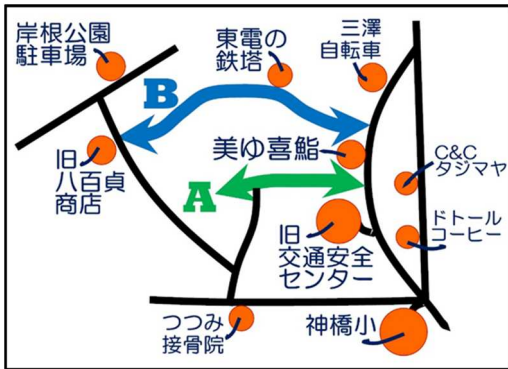 岸根公園
駐車場
東電の
鉄塔
三澤
自転車
B
旧
八百貞
商店
美ゆ喜鮨
C&C
タジマヤ
A
旧
交通安全
センター
ドトール
コーヒー
つつみ
接骨院
神橋小